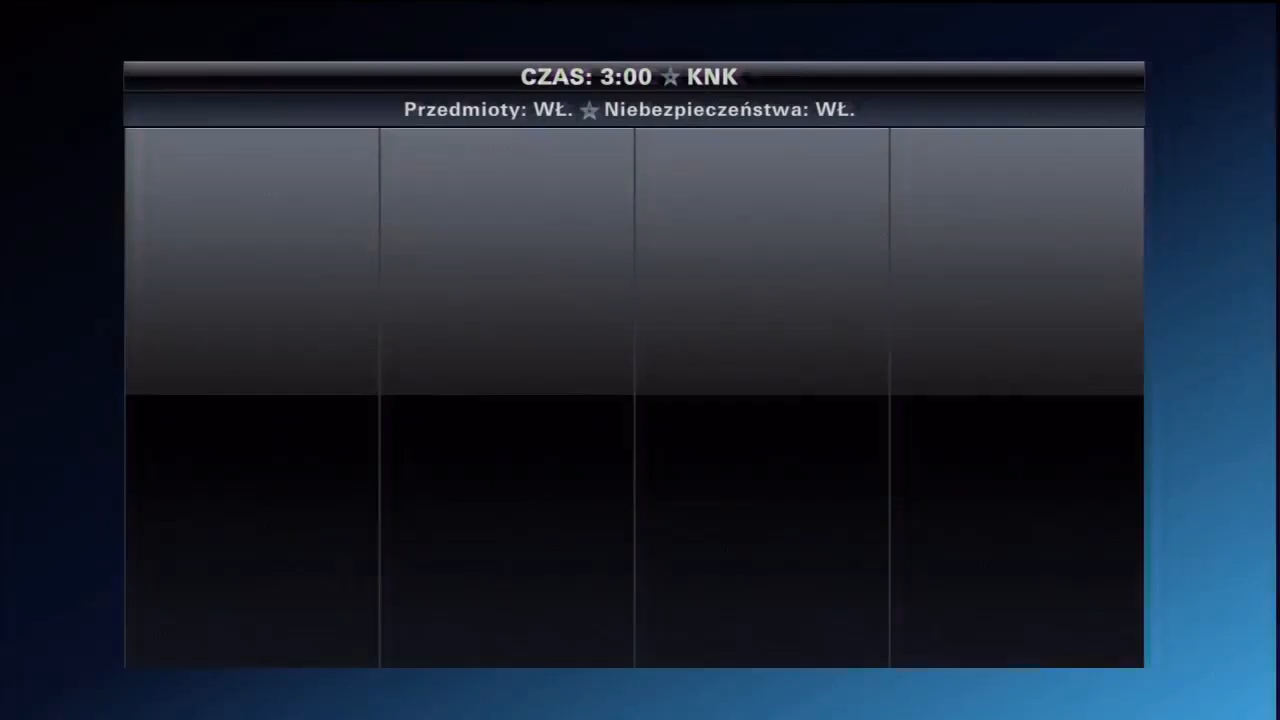 CZAS: 3:00 ☆ KNK
Przedmioty: WŁ. ☆ Niebezpieczeństwa: WŁ.